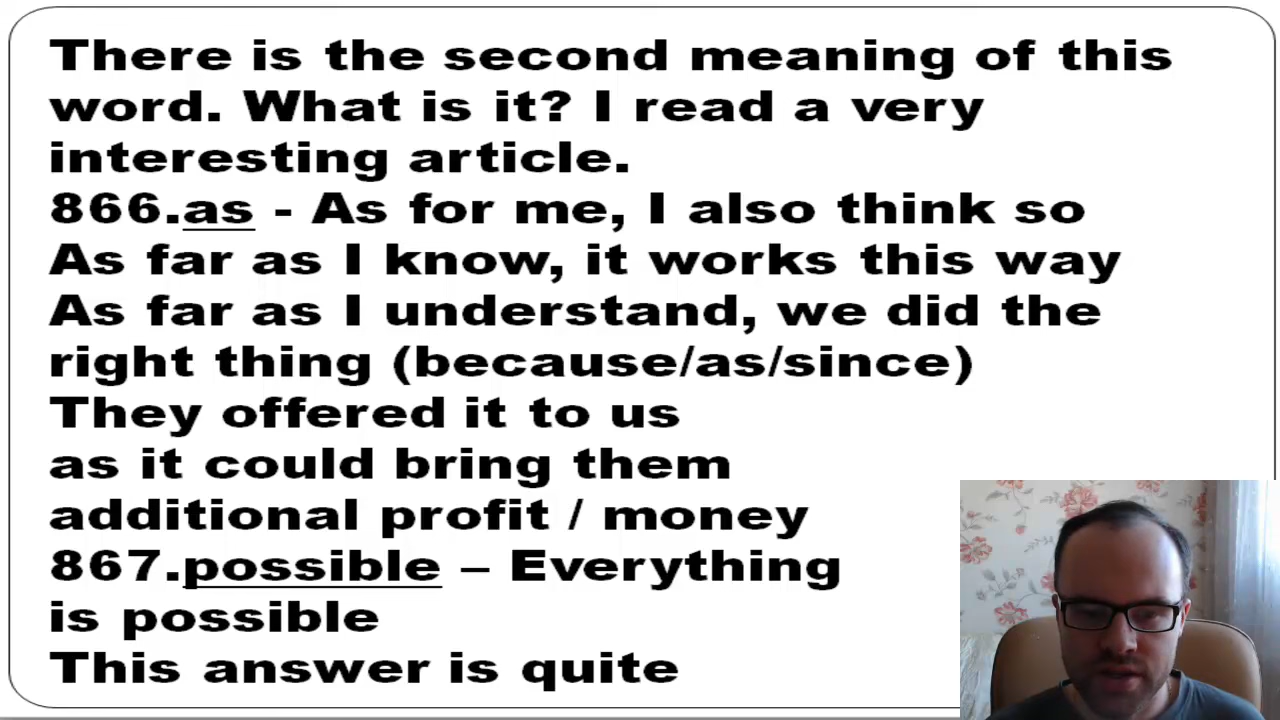 There is the second meaning of this
word. What is it? I read a very
interesting article.
866.as - As for me, I also think so
As far as I know, it works this way
As far as I understand, we did the
right thing (because/as/since)
They offered it to us
as it could bring them
additional profit / money
867.possible – Everything
is possible
This answer is quite